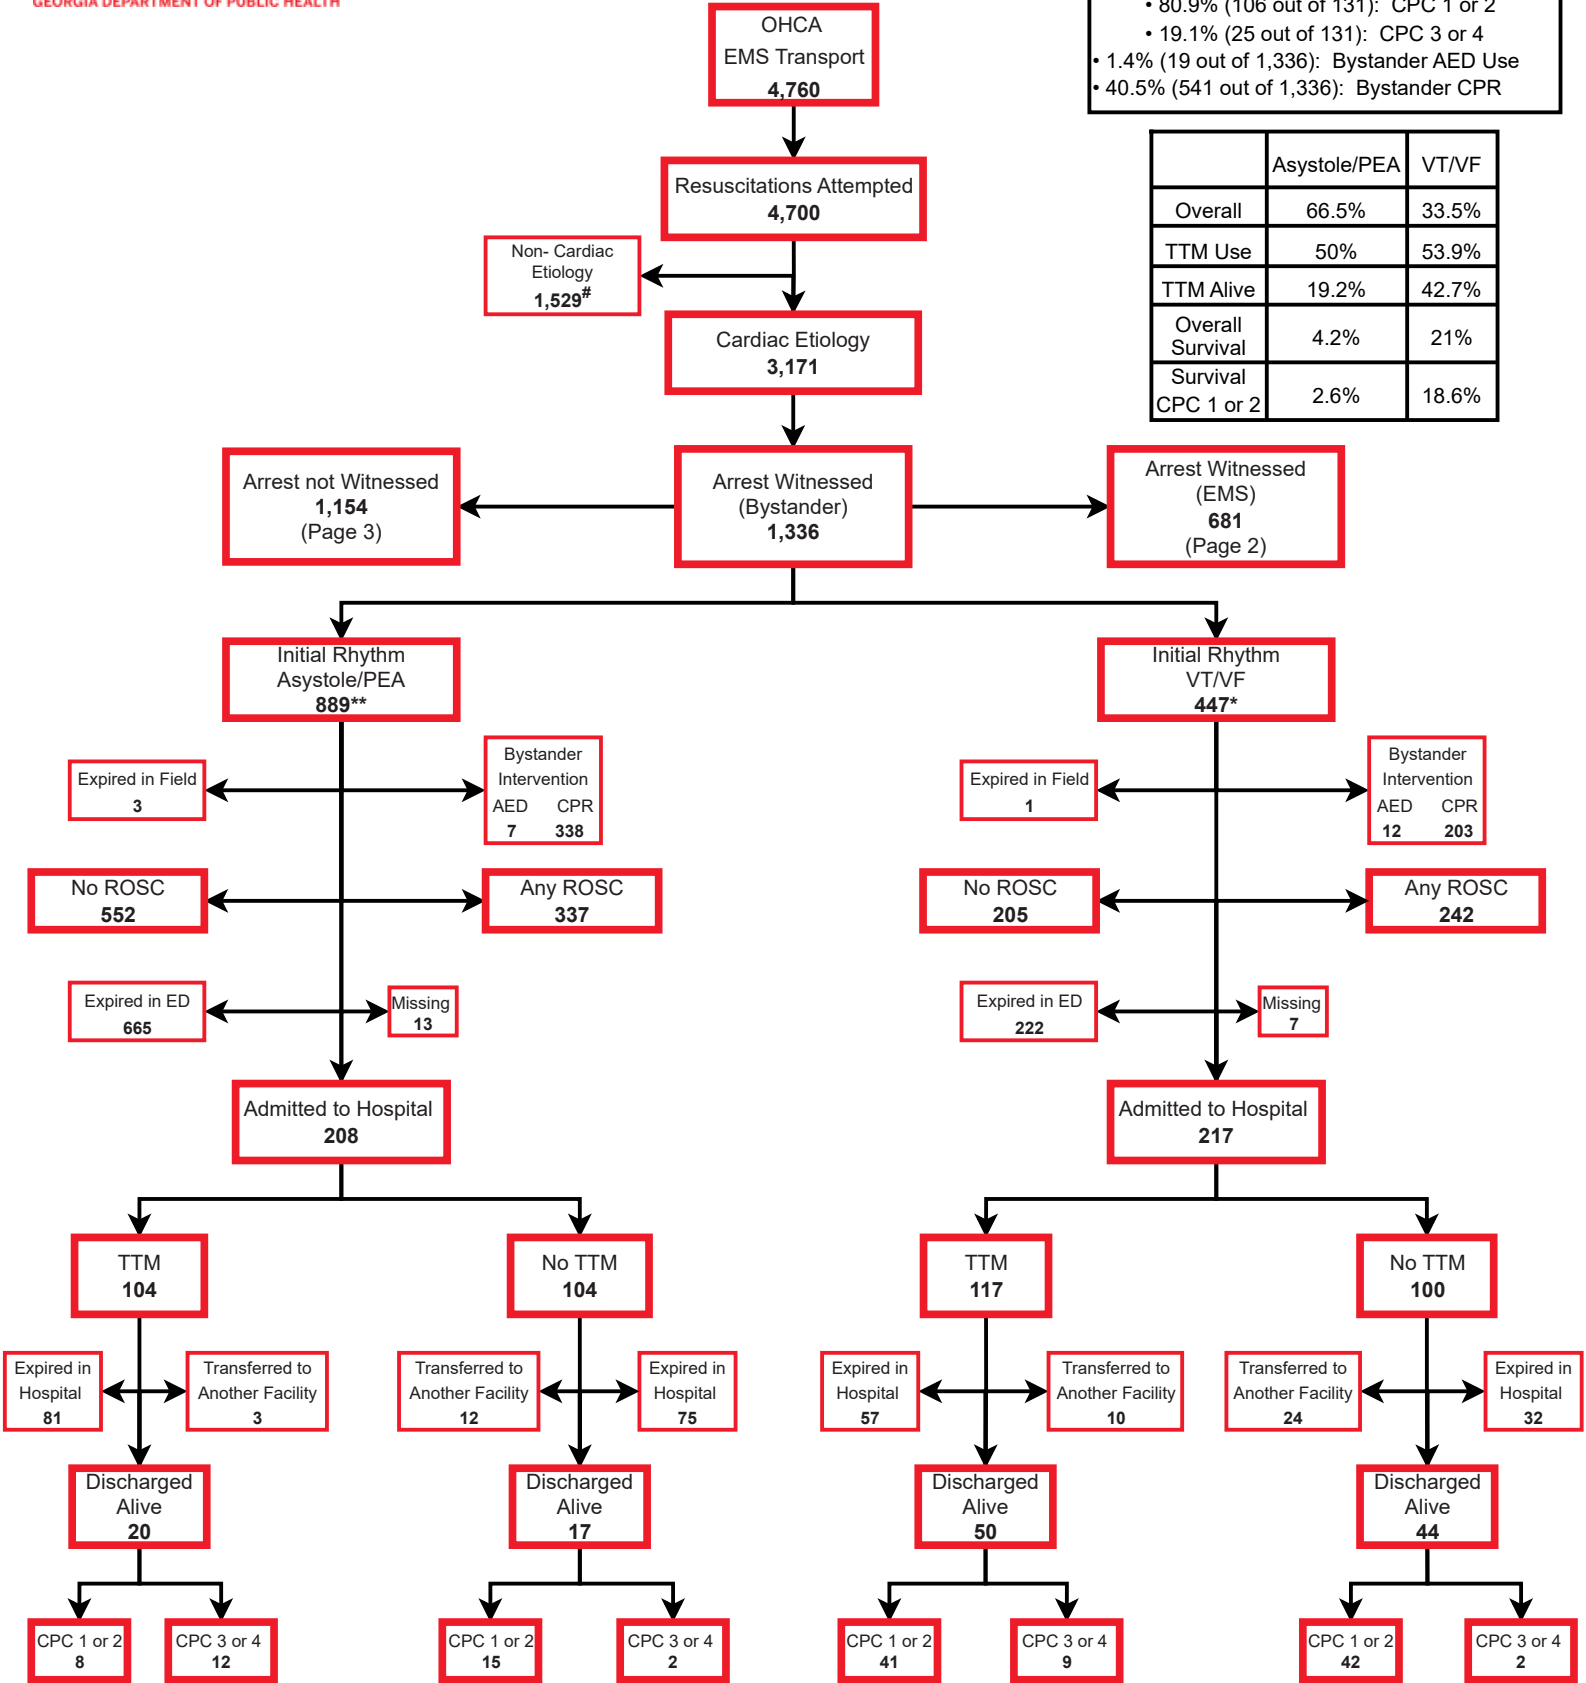 GEORGIA DEPARTMENT OF PUBLIC HEALTH
• 80.9% (106 out of 131): CPC 1 or 2
• 19.1% (25 out of 131): CPC 3 or 4
• 1.4% (19 out of 1,336): Bystander AED Use
• 40.5% (541 out of 1,336): Bystander CPR
OHCA
EMS Transport
4,760
Asystole/PEA VT/VF
Overall 66.5% 33.5%
TTM Use 50% 53.9%
TTM Alive 19.2% 42.7%
Overall
Survival 4.2% 21%
Survival
CPC 1 or 2 2.6% 18.6%
Resuscitations Attempted
4,700
Non- Cardiac
Etiology
1,529#
Cardiac Etiology
3,171
Arrest not Witnessed
1,154
(Page 3)
Arrest Witnessed
(Bystander)
1,336
Arrest Witnessed
(EMS)
681
(Page 2)
Initial Rhythm
Asystole/PEA
889**
Expired in Field
3
Bystander
Intervention
AED CPR
7 338
No ROSC
552
Any ROSC
337
Expired in ED
665
Missing
13
Admitted to Hospital
208
Initial Rhythm
VT/VF
447*
Expired in Field
1
Bystander
Intervention
AED CPR
12 203
No ROSC
205
Any ROSC
242
Expired in ED
222
Missing
7
Admitted to Hospital
217
TTM
104
Expired in
Hospital
81
Transferred to
Another Facility
3
Discharged
Alive
20
CPC 1 or 2
8
CPC 3 or 4
12
No TTM
104
Transferred to
Another Facility
12
Expired in
Hospital
75
Discharged
Alive
17
CPC 1 or 2
15
CPC 3 or 4
2
TTM
117
Expired in
Hospital
57
Transferred to
Another Facility
10
Discharged
Alive
50
CPC 1 or 2
41
CPC 3 or 4
9
No TTM
100
Transferred to
Another Facility
24
Expired in
Hospital
32
Discharged
Alive
44
CPC 1 or 2
42
CPC 3 or 4
2